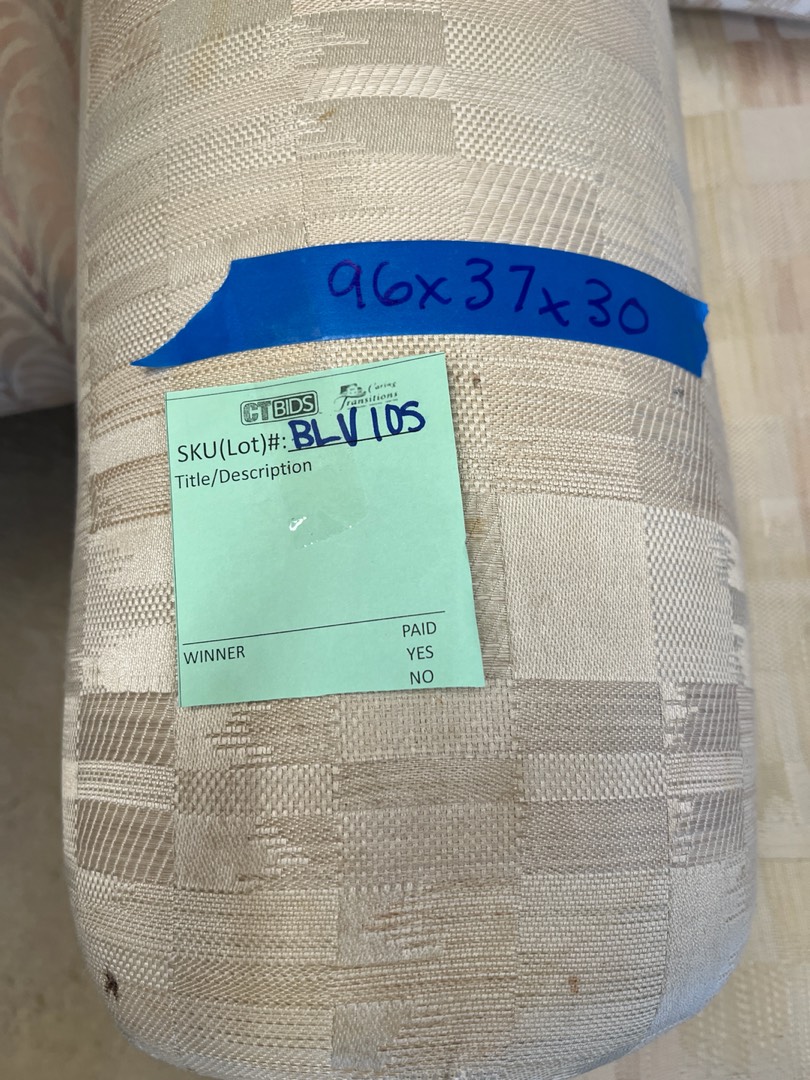 96x37x30
CTBIDS Caring Transitions
SKU(Lot)#: BLV105
Title/Description
PAID
WINNER YES
NO